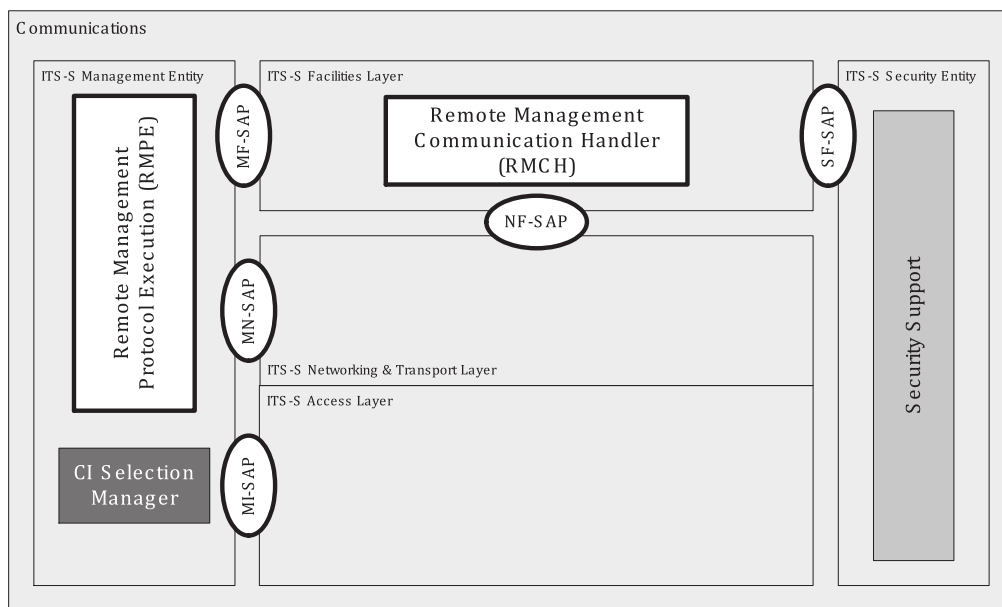 Communications
ITS-S Management Entity
Remote Management
Protocol Execution (RMPE)
CI Selection
Manager
MF-SAP
MN-SAP
MI-SAP
ITS-S Facilities Layer
Remote Management
Communication Handler
(RMCH)
NF-SAP
ITS-S Networking & Transport Layer
ITS-S Access Layer
SF-SAP
ITS-S Security Entity
Security Support